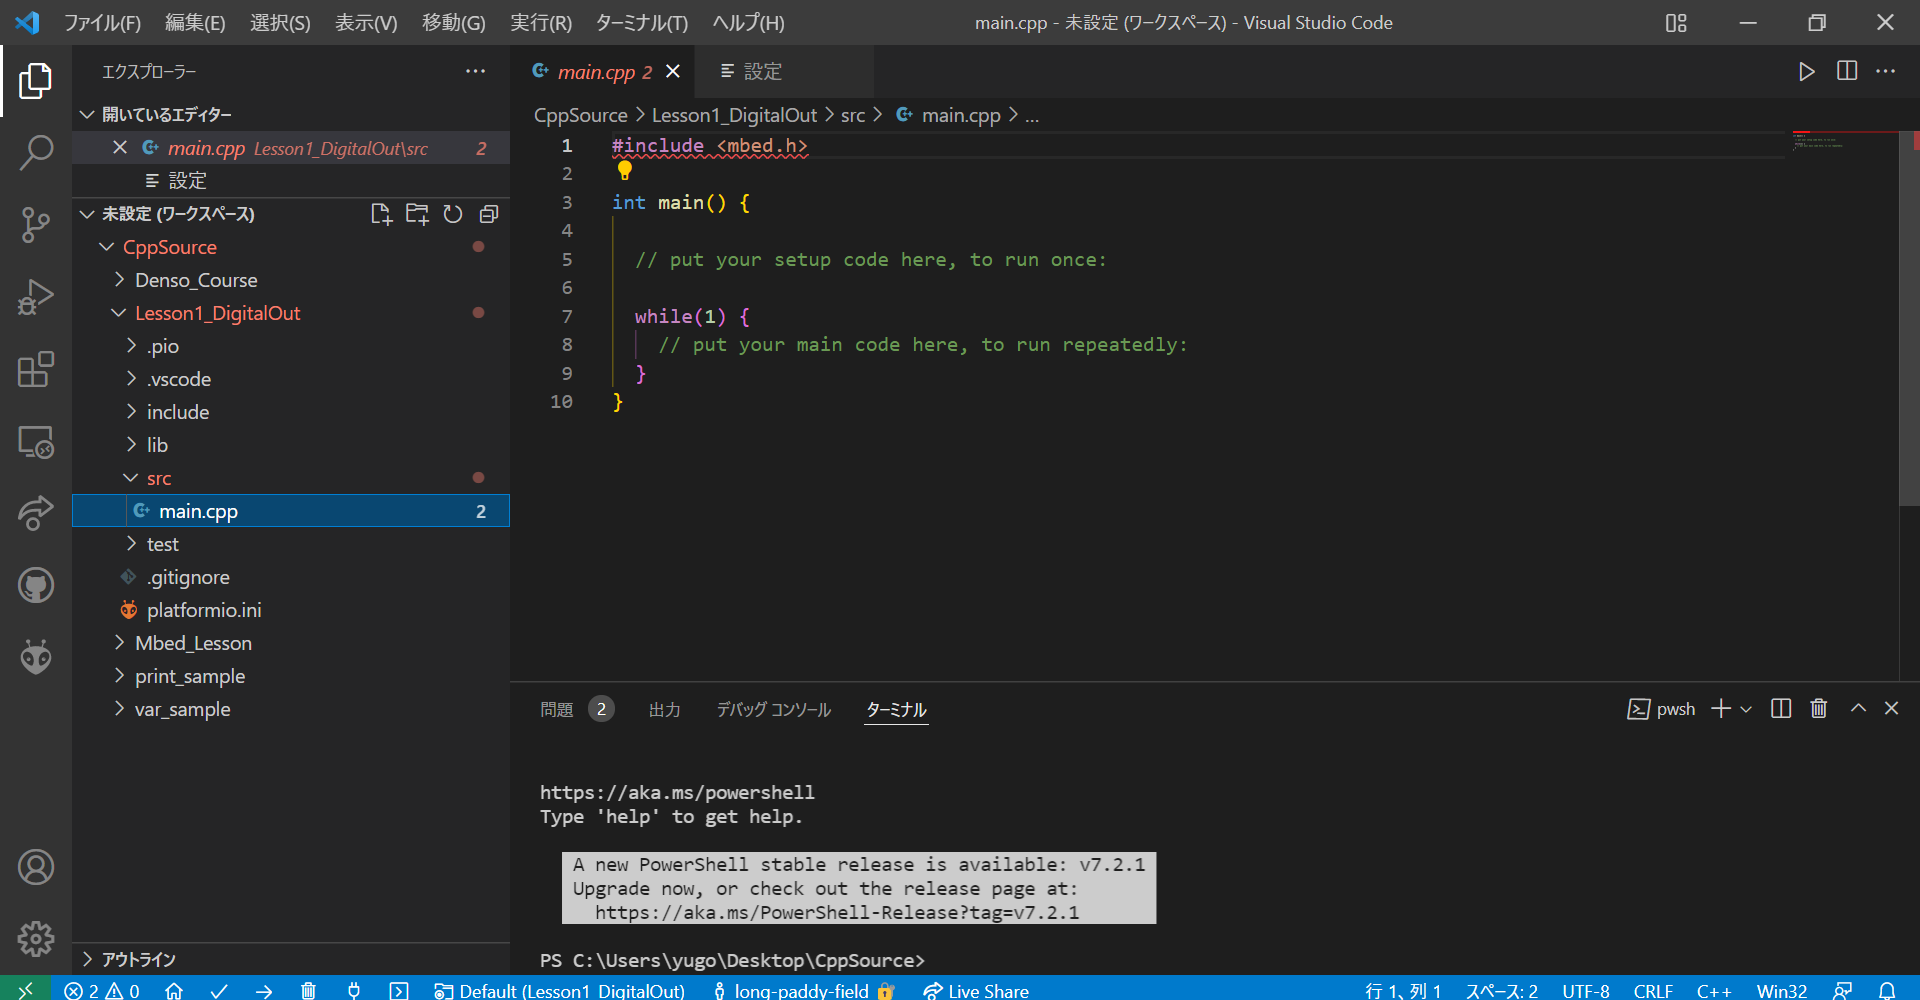 ファイル(F) 編集(E) 選択(S) 表示(V) 移動(G) 実行(R) ターミナル(T) ヘルプ(H) main.cpp - 未設定 (ワークスペース) - Visual Studio Code
エクスプローラー ...
開いているエディター
main.cpp Lesson1_DigitalOut\src 2
設定
未設定 (ワークスペース)
CppSource
Denso_Course
Lesson1_DigitalOut
.pio
.vscode
include
lib
src
main.cpp 2
test
.gitignore
platformio.ini
Mbed_Lesson
print_sample
var_sample
アウトライン
main.cpp 2 設定
CppSource > Lesson1_DigitalOut > src > main.cpp > ...
1 #include <mbed.h>
2
3 int main() {
4
5 // put your setup code here, to run once:
6
7 while(1) {
8 // put your main code here, to run repeatedly:
9 }
10 }
問題 2 出力 デバッグ コンソール ターミナル pwsh
https://aka.ms/powershell
Type 'help' to get help.
A new PowerShell stable release is available: v7.2.1
Upgrade now, or check out the release page at:
https://aka.ms/PowerShell-Release?tag=v7.2.1
PS C:\Users\yugo\Desktop\CppSource>
2 0 Default (Lesson1_DigitalOut) long-paddy-field Live Share 行 1、列 1 スペース: 2 UTF-8 CRLF C++ Win32